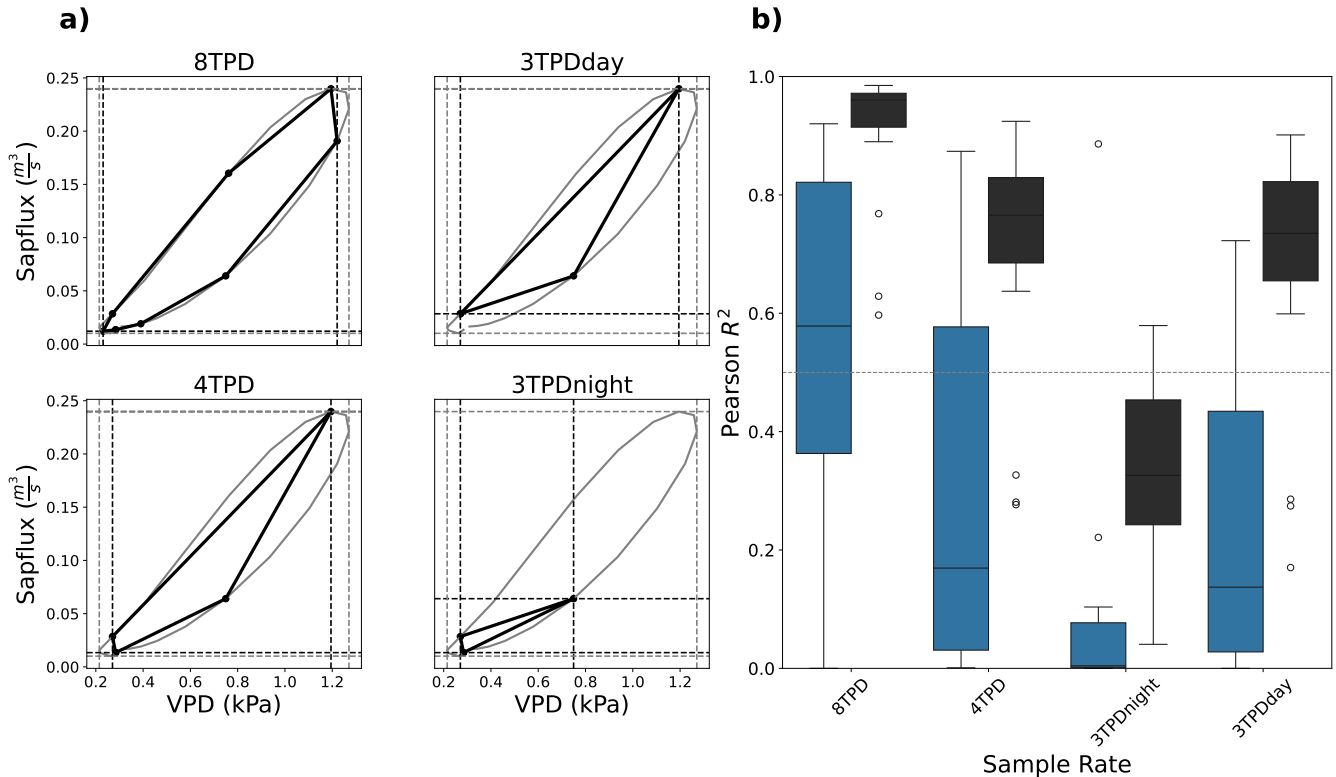 a)
8TPD
3TPDday
0.25
0.20
0.15
0.10
0.05
0.00
Sapflux (m³/s)
4TPD
3TPDnight
0.25
0.20
0.15
0.10
0.05
0.00
Sapflux (m³/s)
0.2 0.4 0.6 0.8 1.0 1.2
VPD (kPa)
0.2 0.4 0.6 0.8 1.0 1.2
VPD (kPa)
b)
1.0
0.8
0.6
0.4
0.2
0.0
Pearson R²
8TPD
4TPD
3TPDnight
3TPDday
Sample Rate